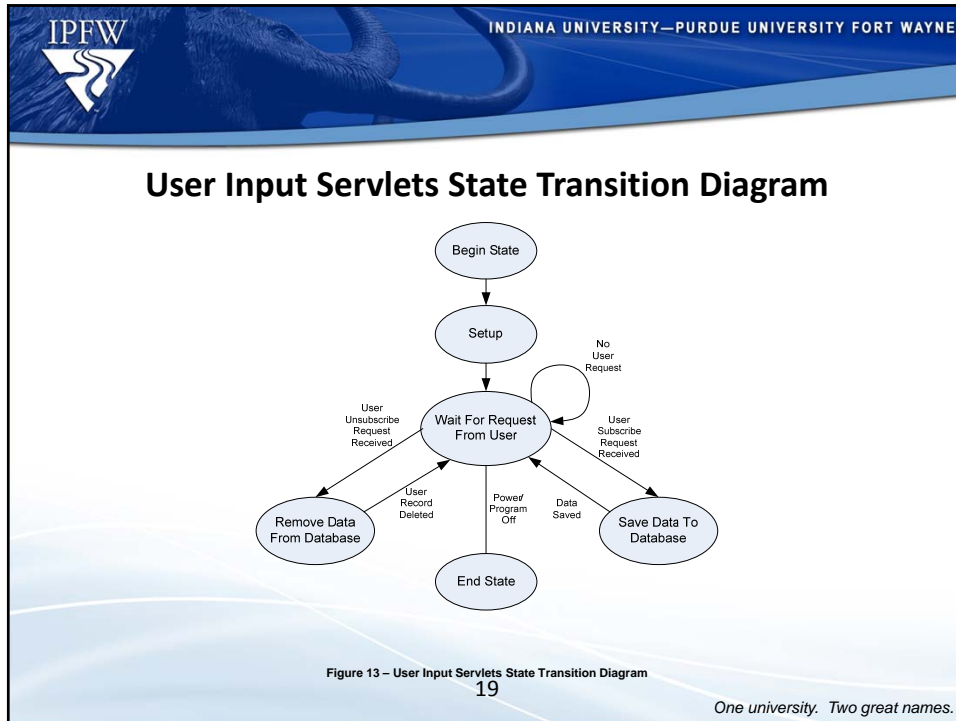 IPFW
INDIANA UNIVERSITY—PURDUE UNIVERSITY FORT WAYNE
User Input Servlets State Transition Diagram
Begin State
Setup
No
User
Request
Wait For Request
From User
User
Unsubscribe
Request
Received
User
Subscribe
Request
Received
User
Record
Deleted
Power/
Program
Off
Data
Saved
Remove Data
From Database
Save Data To
Database
End State
Figure 13 – User Input Servlets State Transition Diagram
19
One university. Two great names.